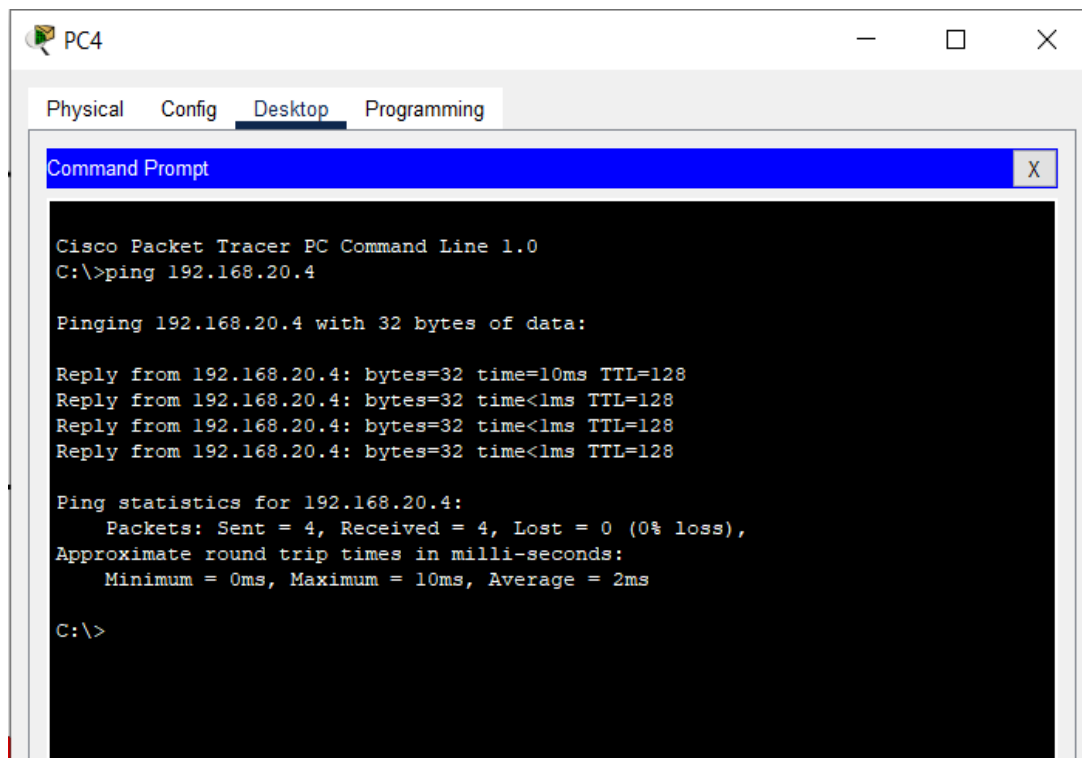 PC4
Physical Config Desktop Programming
Command Prompt X
Cisco Packet Tracer PC Command Line 1.0
C:\>ping 192.168.20.4
Pinging 192.168.20.4 with 32 bytes of data:
Reply from 192.168.20.4: bytes=32 time=10ms TTL=128
Reply from 192.168.20.4: bytes=32 time<1ms TTL=128
Reply from 192.168.20.4: bytes=32 time<1ms TTL=128
Reply from 192.168.20.4: bytes=32 time<1ms TTL=128
Ping statistics for 192.168.20.4:
Packets: Sent = 4, Received = 4, Lost = 0 (0% loss),
Approximate round trip times in milli-seconds:
Minimum = 0ms, Maximum = 10ms, Average = 2ms
C:\>